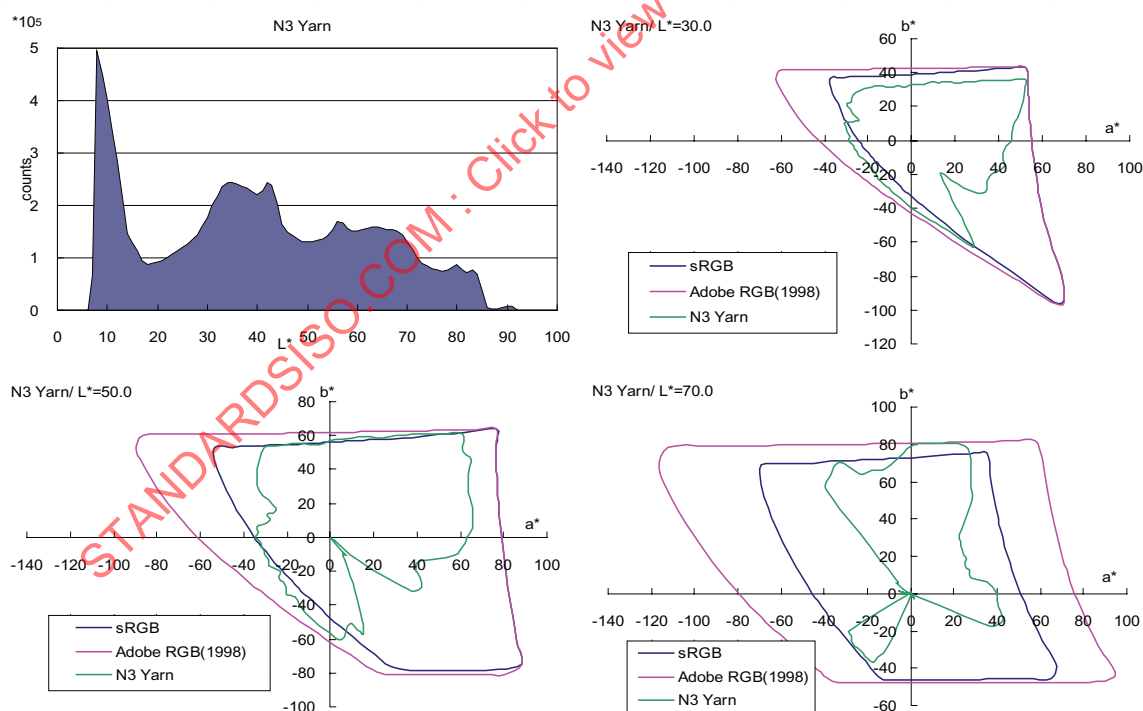 *10⁵
N3 Yarn
5
4
3
2
1
0
counts
0 10 20 30 40 50 60 70 80 90 100
L*
N3 Yarn/ L*=30.0
b*
60
40
20
0
-20
-40
-60
-80
-100
-120
a*
-140 -120 -100 -80 -60 -40 -20 0 20 40 60 80 100
sRGB
Adobe RGB(1998)
N3 Yarn
N3 Yarn/ L*=50.0
b*
80
60
40
20
0
-20
-40
-60
-80
-100
a*
-140 -120 -100 -80 -60 -40 -20 0 20 40 60 80 100
sRGB
Adobe RGB(1998)
N3 Yarn
N3 Yarn/ L*=70.0
b*
100
80
60
40
20
0
-20
-40
-60
a*
-140 -120 -100 -80 -60 -40 -20 0 20 40 60 80 100
sRGB
Adobe RGB(1998)
N3 Yarn
STANDARDSISO.COM : Click to view